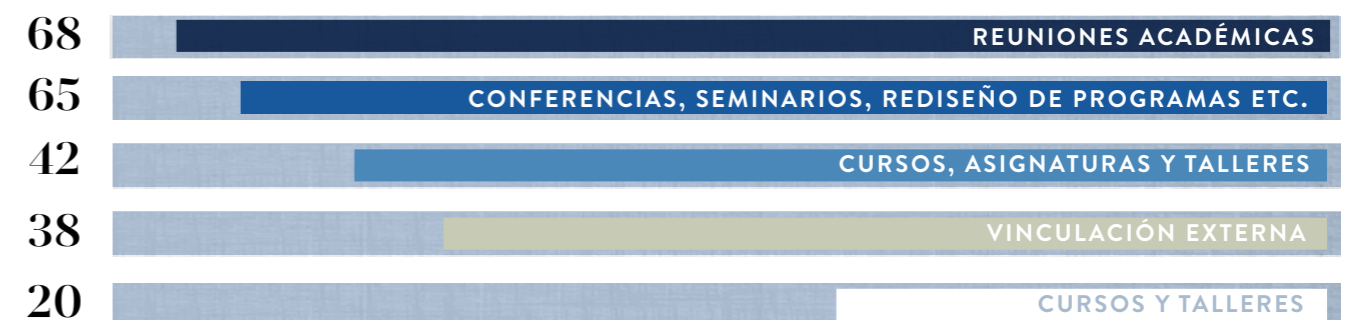 68 REUNIONES ACADÉMICAS
65 CONFERENCIAS, SEMINARIOS, REDISEÑO DE PROGRAMAS ETC.
42 CURSOS, ASIGNATURAS Y TALLERES
38 VINCULACIÓN EXTERNA
20 CURSOS Y TALLERES